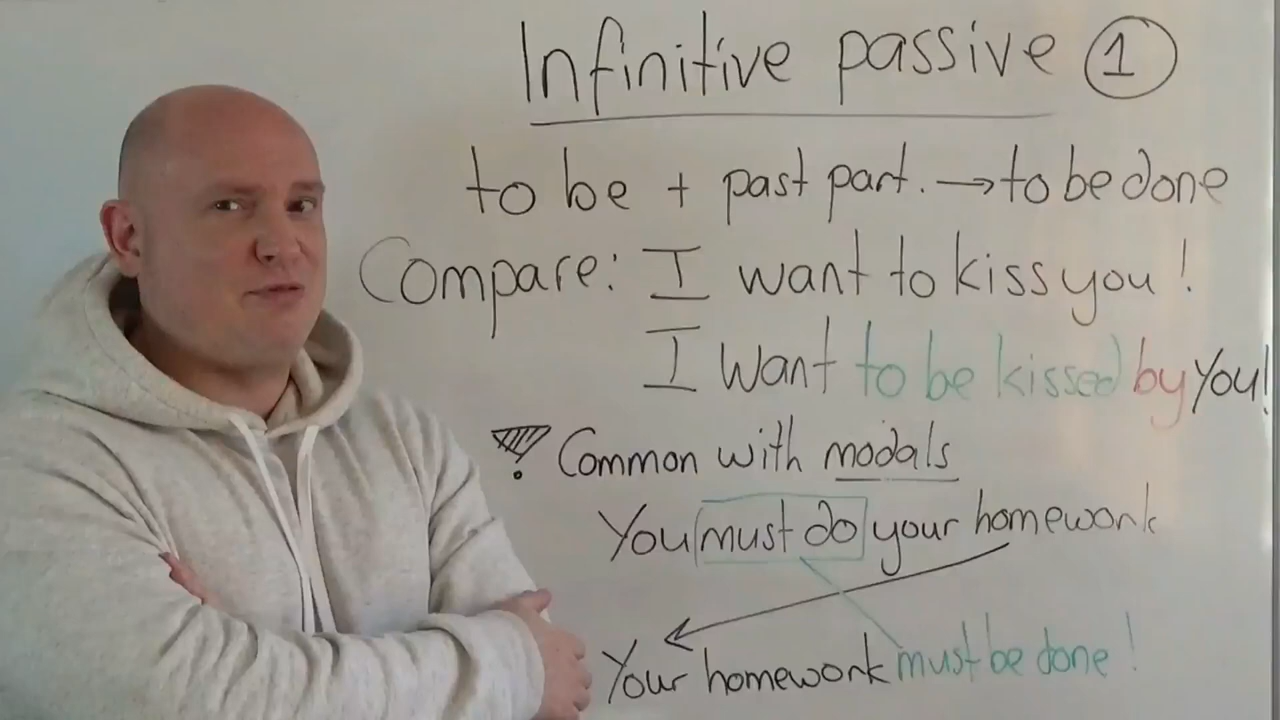 Infinitive passive 1
to be + past part. → to be done
Compare: I want to kiss you!
I want to be kissed by you!
! Common with modals
You must do your homework
Your homework must be done!